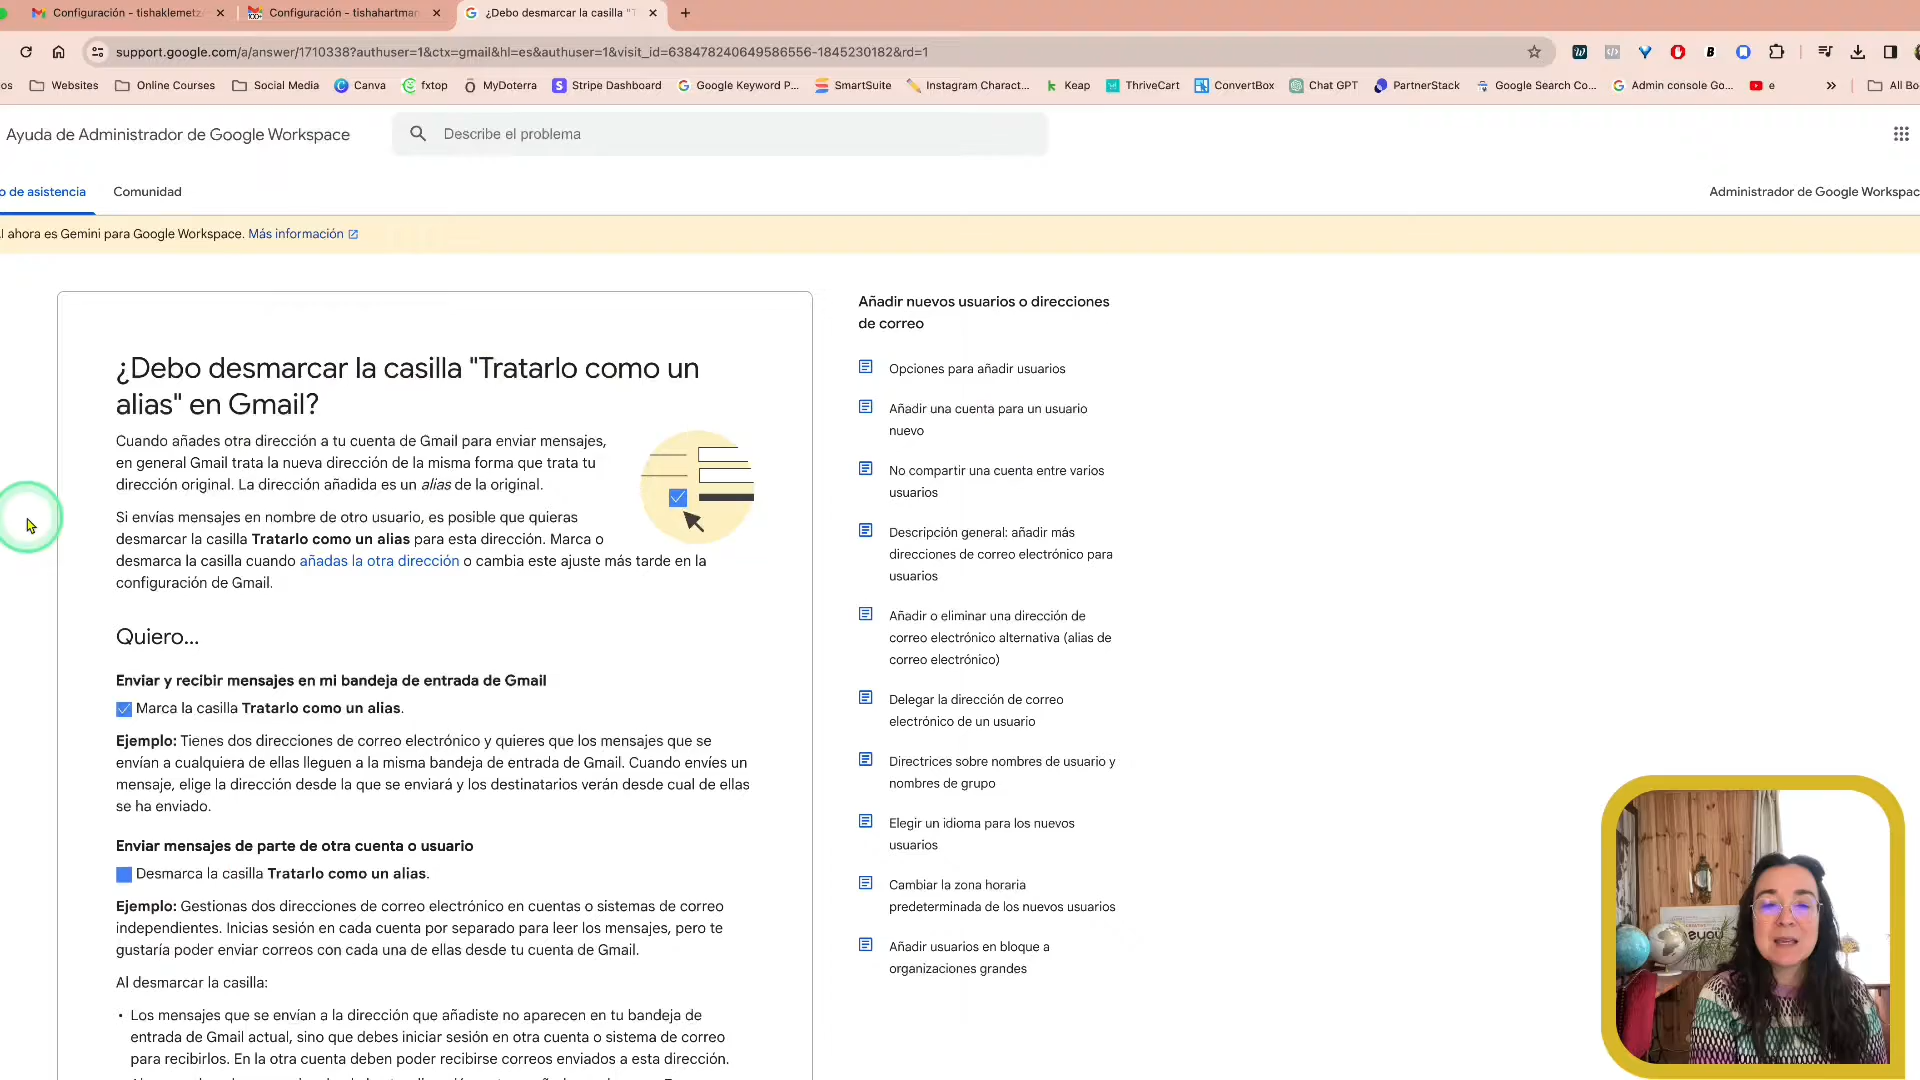 Configuración - tishaklemetz
Configuración - tishahartman
¿Debo desmarcar la casilla "T
support.google.com/a/answer/1710338?authuser=1&ctx=gmail&hl=es&authuser=1&visit_id=638478240649586556-1845230182&rd=1
os
Websites
Online Courses
Social Media
Canva
fxtop
MyDoterra
Stripe Dashboard
Google Keyword P...
SmartSuite
Instagram Charact...
Keap
ThriveCart
ConvertBox
Chat GPT
PartnerStack
Google Search Co...
Admin console Go...
e
»
All Bo
Ayuda de Administrador de Google Workspace
Describe el problema
o de asistencia
Comunidad
Administrador de Google Workspac
l ahora es Gemini para Google Workspace. Más información
¿Debo desmarcar la casilla "Tratarlo como un
alias" en Gmail?
Cuando añades otra dirección a tu cuenta de Gmail para enviar mensajes,
en general Gmail trata la nueva dirección de la misma forma que trata tu
dirección original. La dirección añadida es un alias de la original.
Si envías mensajes en nombre de otro usuario, es posible que quieras
desmarcar la casilla Tratarlo como un alias para esta dirección. Marca o
desmarca la casilla cuando añadas la otra dirección o cambia este ajuste más tarde en la
configuración de Gmail.
Quiero...
Enviar y recibir mensajes en mi bandeja de entrada de Gmail
Marca la casilla Tratarlo como un alias.
Ejemplo: Tienes dos direcciones de correo electrónico y quieres que los mensajes que se
envían a cualquiera de ellas lleguen a la misma bandeja de entrada de Gmail. Cuando envíes un
mensaje, elige la dirección desde la que se enviará y los destinatarios verán desde cual de ellas
se ha enviado.
Enviar mensajes de parte de otra cuenta o usuario
Desmarca la casilla Tratarlo como un alias.
Ejemplo: Gestionas dos direcciones de correo electrónico en cuentas o sistemas de correo
independientes. Inicias sesión en cada cuenta por separado para leer los mensajes, pero te
gustaría poder enviar correos con cada una de ellas desde tu cuenta de Gmail.
Al desmarcar la casilla:
• Los mensajes que se envían a la dirección que añadiste no aparecen en tu bandeja de
entrada de Gmail actual, sino que debes iniciar sesión en otra cuenta o sistema de correo
para recibirlos. En la otra cuenta deben poder recibirse correos enviados a esta dirección.
Añadir nuevos usuarios o direcciones
de correo
Opciones para añadir usuarios
Añadir una cuenta para un usuario
nuevo
No compartir una cuenta entre varios
usuarios
Descripción general: añadir más
direcciones de correo electrónico para
usuarios
Añadir o eliminar una dirección de
correo electrónico alternativa (alias de
correo electrónico)
Delegar la dirección de correo
electrónico de un usuario
Directrices sobre nombres de usuario y
nombres de grupo
Elegir un idioma para los nuevos
usuarios
Cambiar la zona horaria
predeterminada de los nuevos usuarios
Añadir usuarios en bloque a
organizaciones grandes